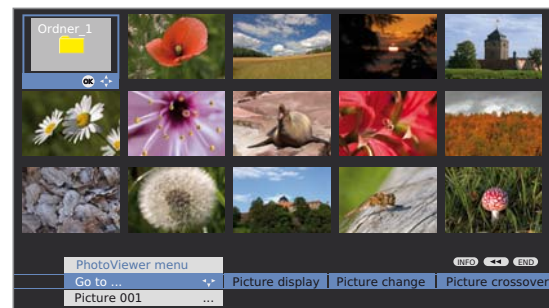 Ordner_1
OK
PhotoViewer menu
INFO END
Go to ... Picture display Picture change Picture crossover
Picture 001 ...